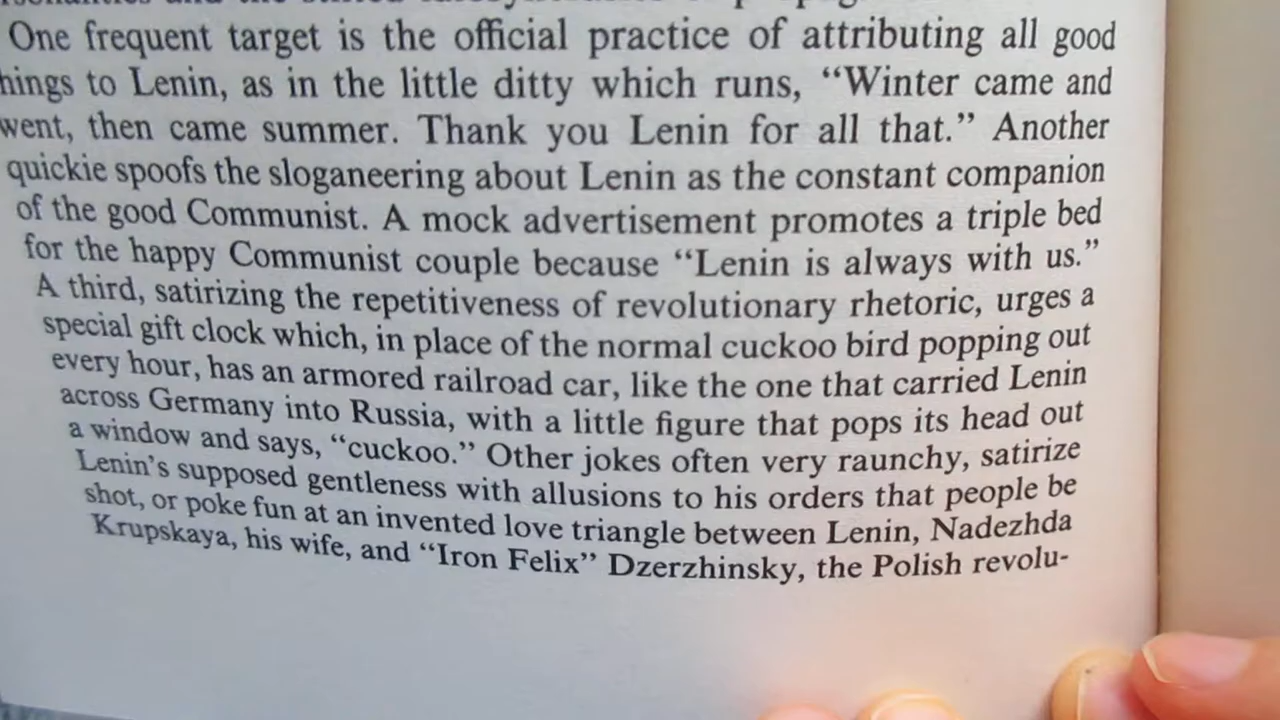 One frequent target is the official practice of attributing all good
hings to Lenin, as in the little ditty which runs, “Winter came and
went, then came summer. Thank you Lenin for all that.” Another
quickie spoofs the sloganeering about Lenin as the constant companion
of the good Communist. A mock advertisement promotes a triple bed
for the happy Communist couple because “Lenin is always with us.”
A third, satirizing the repetitiveness of revolutionary rhetoric, urges a
special gift clock which, in place of the normal cuckoo bird popping out
every hour, has an armored railroad car, like the one that carried Lenin
across Germany into Russia, with a little figure that pops its head out
a window and says, “cuckoo.” Other jokes often very raunchy, satirize
Lenin’s supposed gentleness with allusions to his orders that people be
shot, or poke fun at an invented love triangle between Lenin, Nadezhda
Krupskaya, his wife, and “Iron Felix” Dzerzhinsky, the Polish revolu-